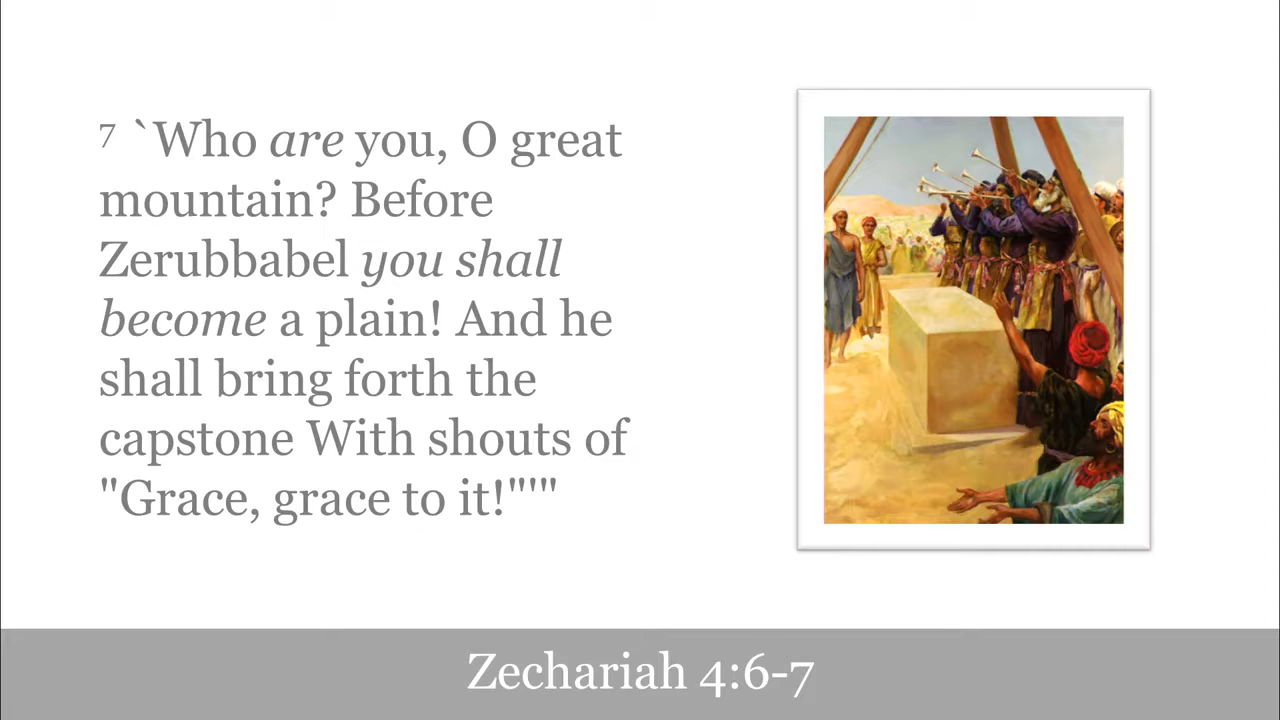 7 `Who are you, O great
mountain? Before
Zerubbabel you shall
become a plain! And he
shall bring forth the
capstone With shouts of
"Grace, grace to it!"'"
Zechariah 4:6-7